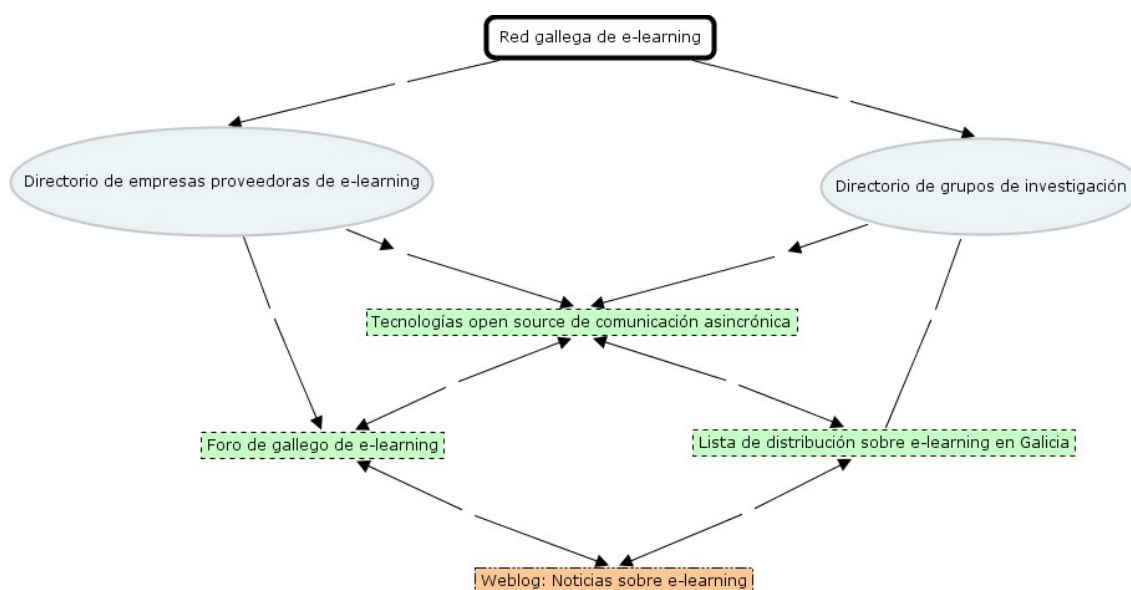 Red gallega de e-learning
Directorio de empresas proveedoras de e-learning
Directorio de grupos de investigación
Tecnologías open source de comunicación asincrónica
Foro de gallego de e-learning
Lista de distribución sobre e-learning en Galicia
Weblog: Noticias sobre e-learning